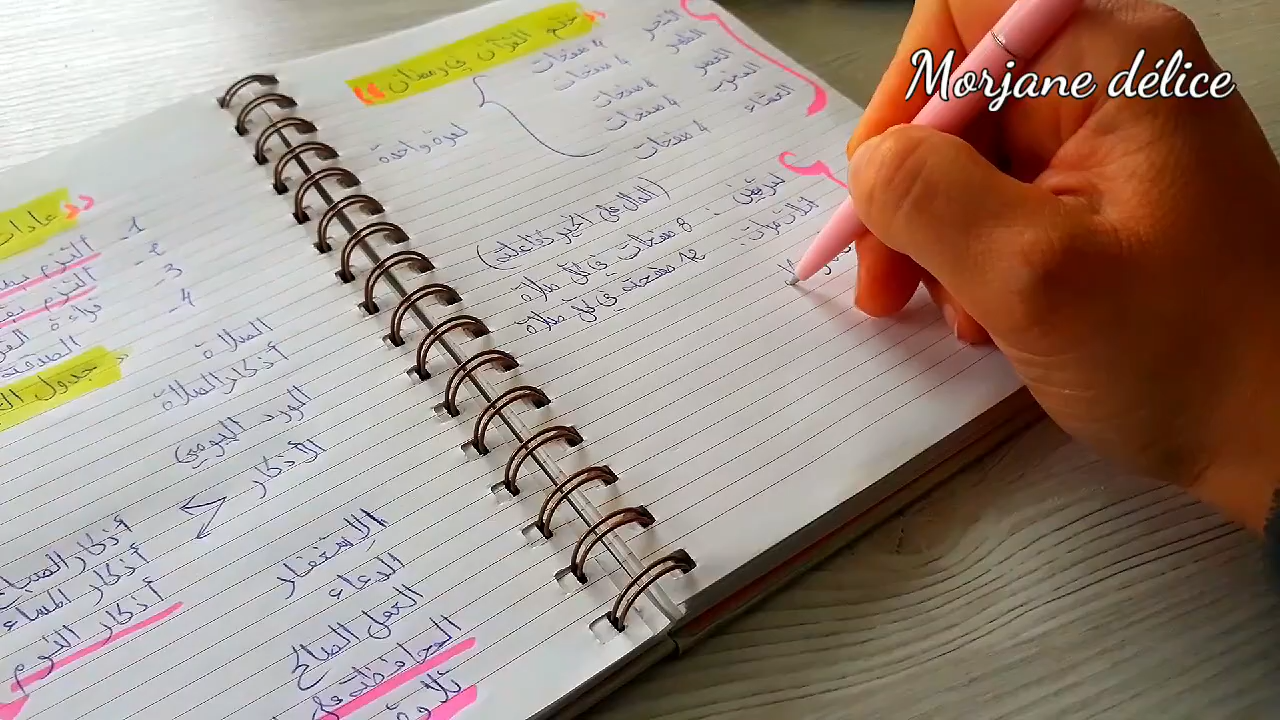 Morjane délice
ختم القرآن في رمضان
الفجر 4 صفحات
الظهر 4 صفحات
العصر 4 صفحات
المغرب 4 صفحات
العشاء 4 صفحات
لمرة واحدة
(الدال على الخير كفاعله)
لمرتين : 8 صفحات في كل صلاة
لثلاث مرات : 12 صفحة في كل صلاة
عادات
1- التزم
2- التزم
3- قراءة
4- الصدقة
جدول
الصلاة
أذكار الصلاة
الورد اليومي
الأذكار
أذكار الصباح
أذكار المساء
أذكار النوم
الاستغفار
الدعاء
العمل الصالح
المحافظة على